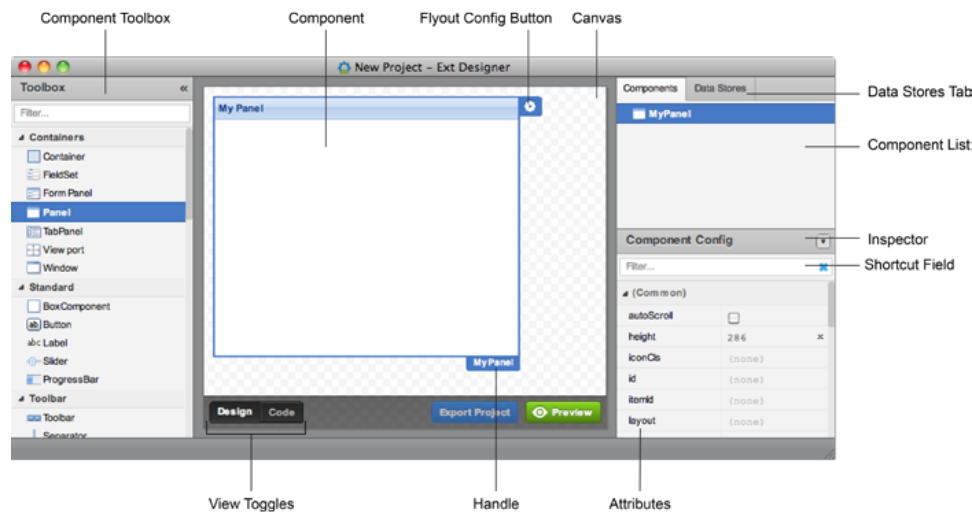 Component Toolbox
Component
Flyout Config Button
Canvas
New Project – Ext Designer
Toolbox «
Filter...
Containers
Container
FieldSet
Form Panel
Panel
TabPanel
View port
Window
Standard
BoxComponent
ab Button
abc Label
Slider
ProgressBar
Toolbar
Toolbar
Separator
My Panel
MyPanel
Design Code
Export Project
Preview
Components Data Stores
MyPanel
Component Config
Filter...
(Common)
autoScroll
height 286 ×
iconCls (none)
id (none)
itemId (none)
layout (none)
Data Stores Tab
Component List
Inspector
Shortcut Field
View Toggles
Handle
Attributes